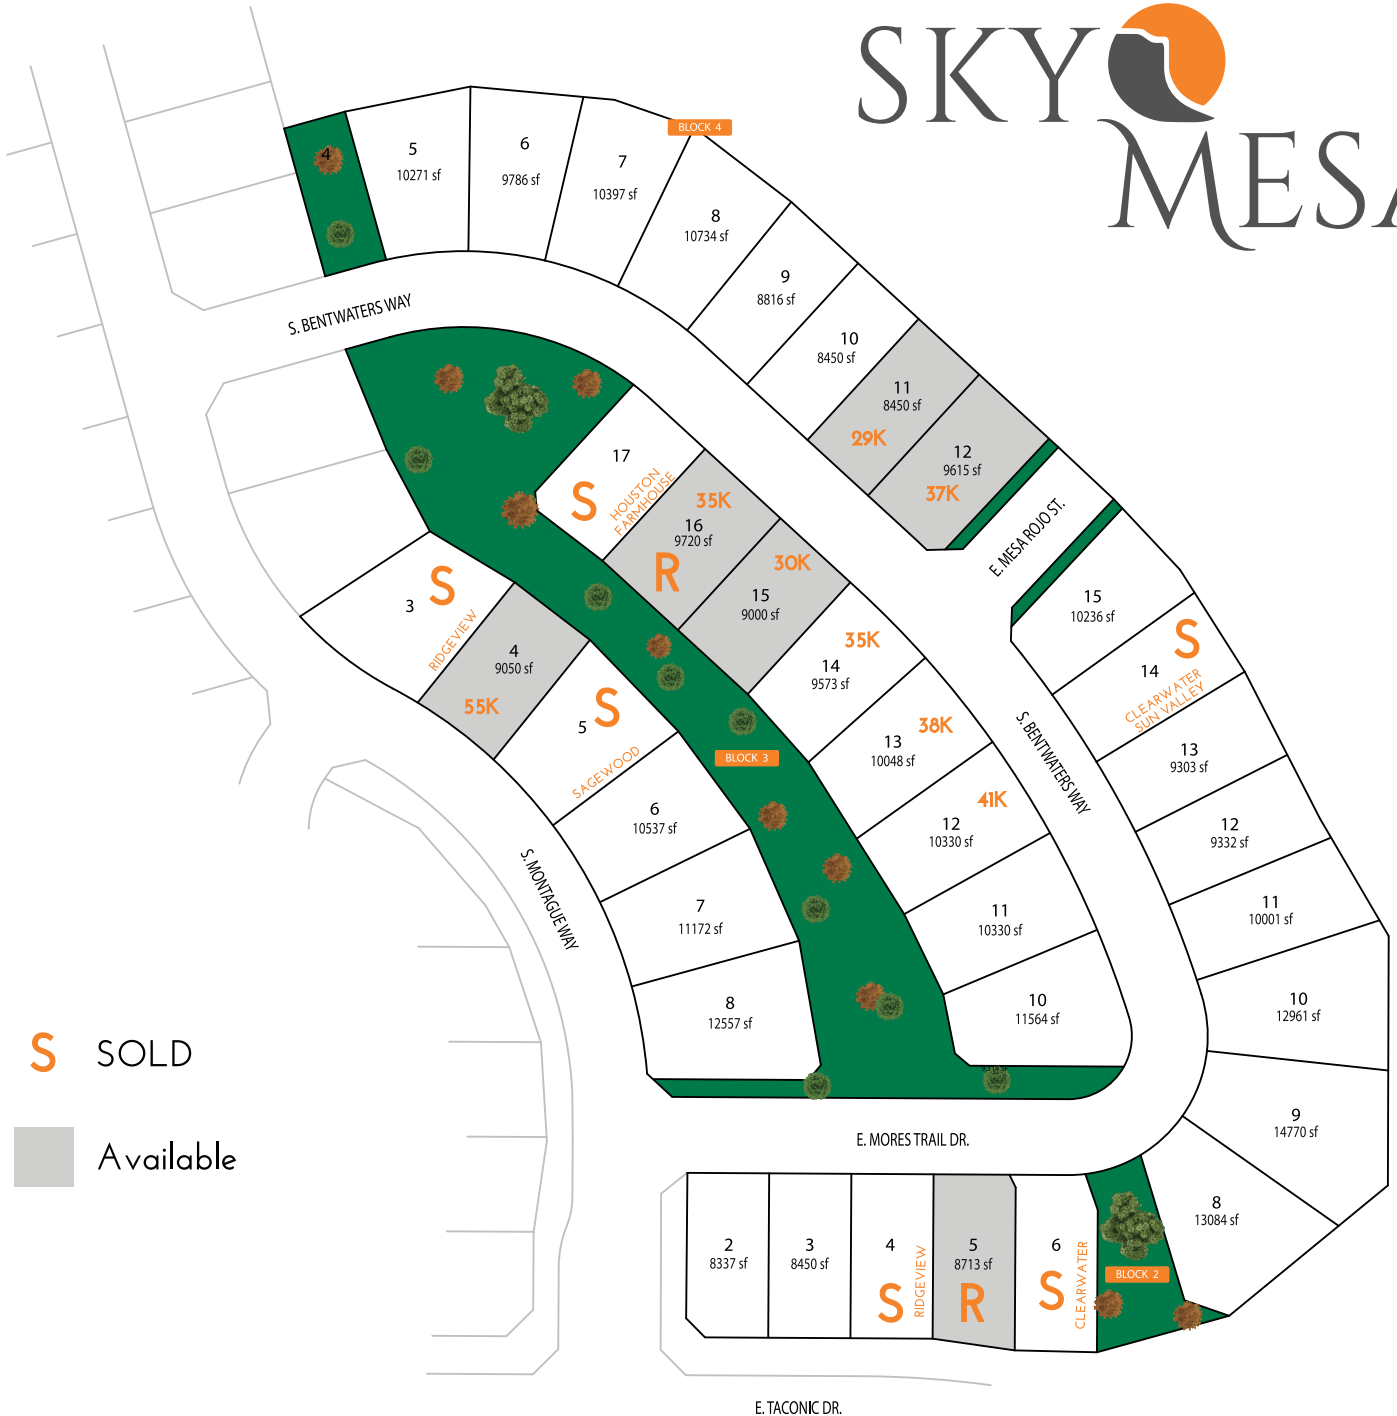 SKY
MESA
BLOCK 4
4
5
10271 sf
6
9786 sf
7
10397 sf
8
10734 sf
9
8816 sf
10
8450 sf
11
8450 sf
29K
12
9615 sf
37K
S. BENTWATERS WAY
E. MESA ROJO ST.
17
S
HOUSTON
FARMHOUSE
35K
16
9720 sf
R
30K
15
9000 sf
35K
14
9573 sf
38K
13
10048 sf
41K
12
10330 sf
11
10330 sf
10
11564 sf
3
S
RIDGEVIEW
4
9050 sf
55K
5
S
SAGEWOOD
6
10537 sf
7
11172 sf
8
12557 sf
BLOCK 3
S. MONTAGUE WAY
S. BENTWATERS WAY
15
10236 sf
S
14
CLEARWATER
SUN VALLEY
13
9303 sf
12
9332 sf
11
10001 sf
10
12961 sf
9
14770 sf
8
13084 sf
S SOLD
Available
E. MORES TRAIL DR.
2
8337 sf
3
8450 sf
4
S
RIDGEVIEW
5
8713 sf
R
6
S
CLEARWATER
BLOCK 2
E. TACONIC DR.